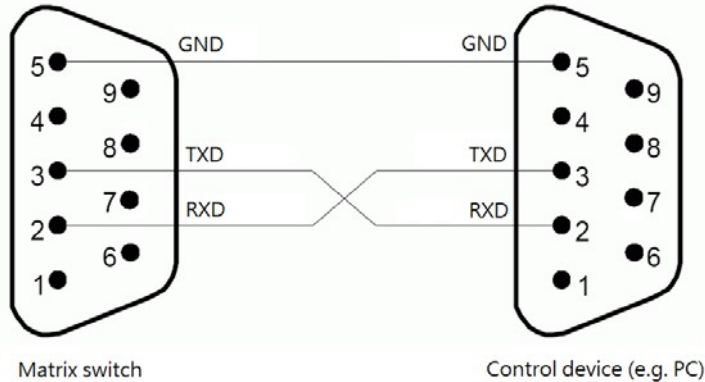 GND GND
5 5
9 9
4 4
8 8
TXD TXD
3 3
7 7
RXD RXD
2 2
6 6
1 1
Matrix switch Control device (e.g. PC)